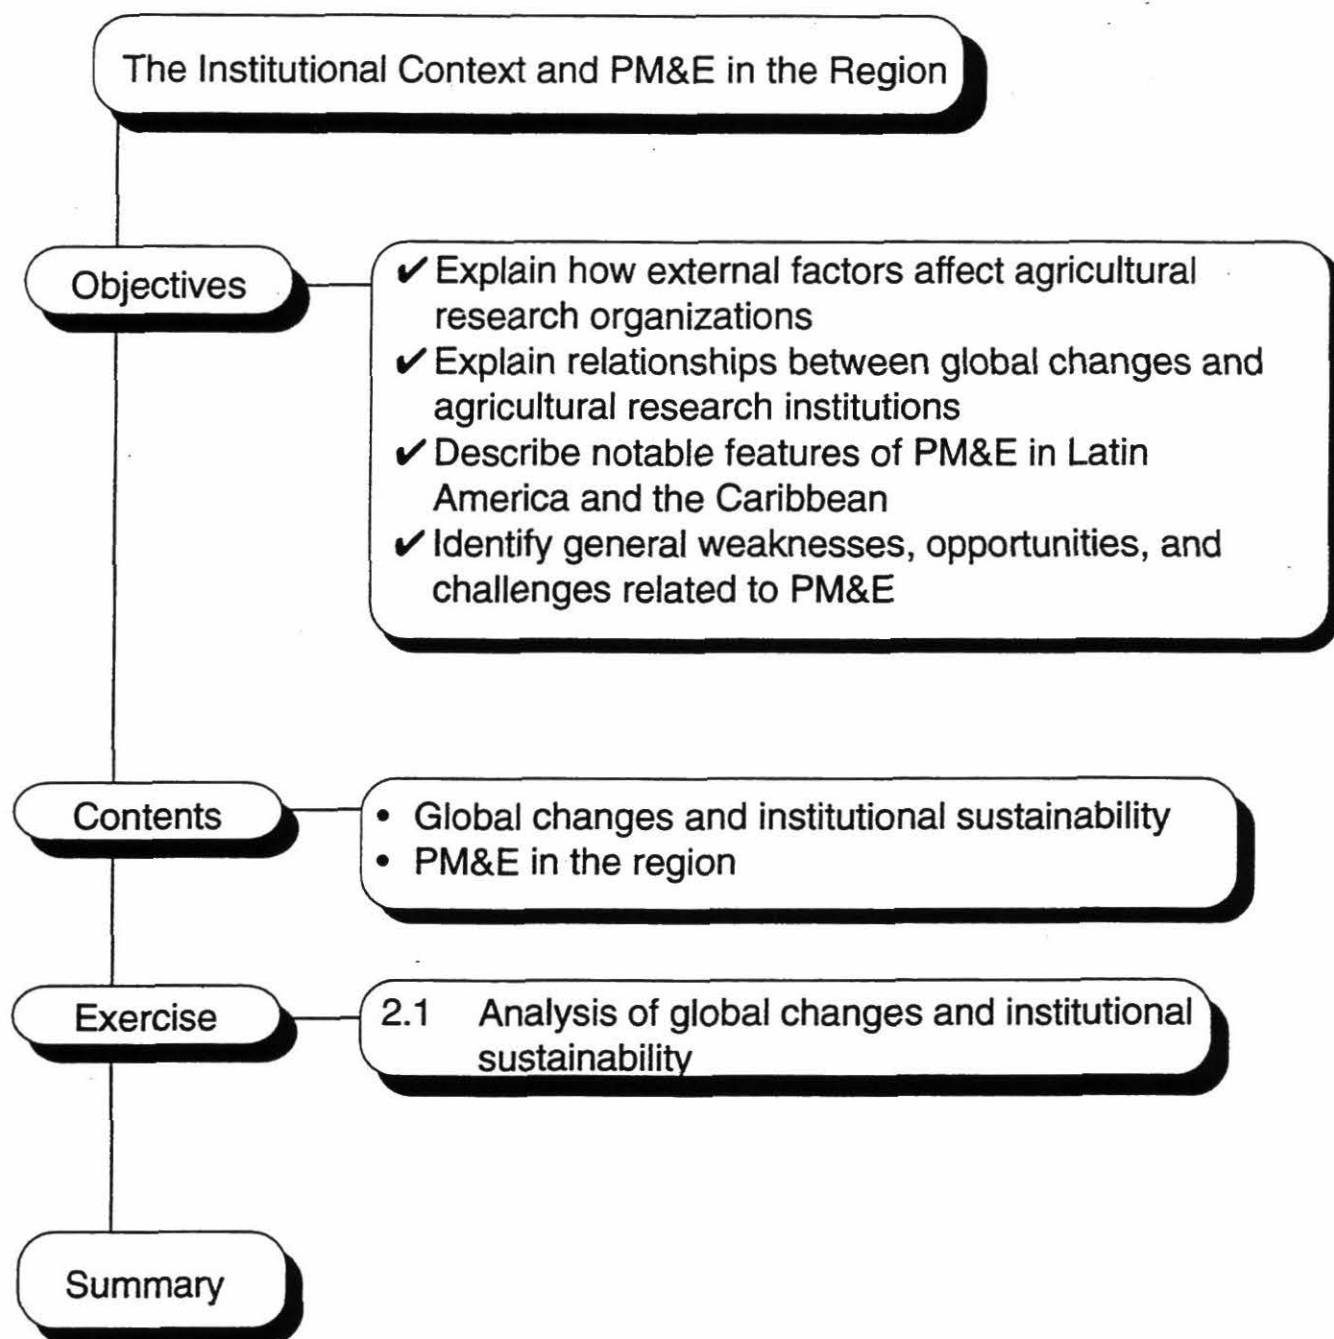 The Institutional Context and PM&E in the Region
Objectives
✔ Explain how external factors affect agricultural
research organizations
✔ Explain relationships between global changes and
agricultural research institutions
✔ Describe notable features of PM&E in Latin
America and the Caribbean
✔ Identify general weaknesses, opportunities, and
challenges related to PM&E
Contents
• Global changes and institutional sustainability
• PM&E in the region
Exercise
2.1 Analysis of global changes and institutional
sustainability
Summary